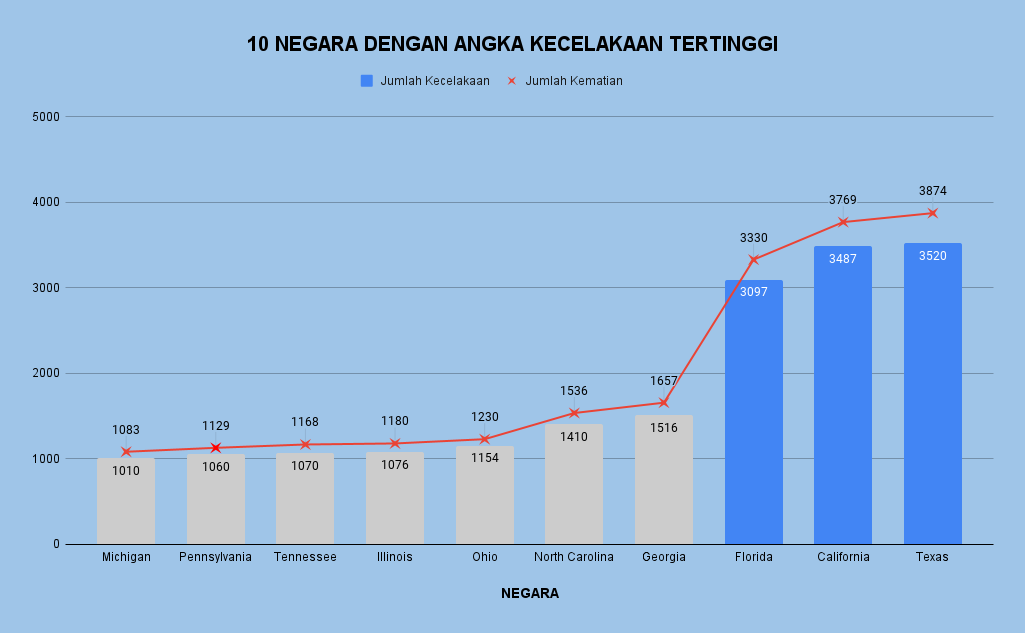 10 NEGARA DENGAN ANGKA KECELAKAAN TERTINGGI
Jumlah Kecelakaan Jumlah Kematian
5000
4000
3000
2000
1000
0
1083 1129 1168 1180 1230 1536 1657 3330 3769 3874
1010 1060 1070 1076 1154 1410 1516 3097 3487 3520
Michigan Pennsylvania Tennessee Illinois Ohio North Carolina Georgia Florida California Texas
NEGARA